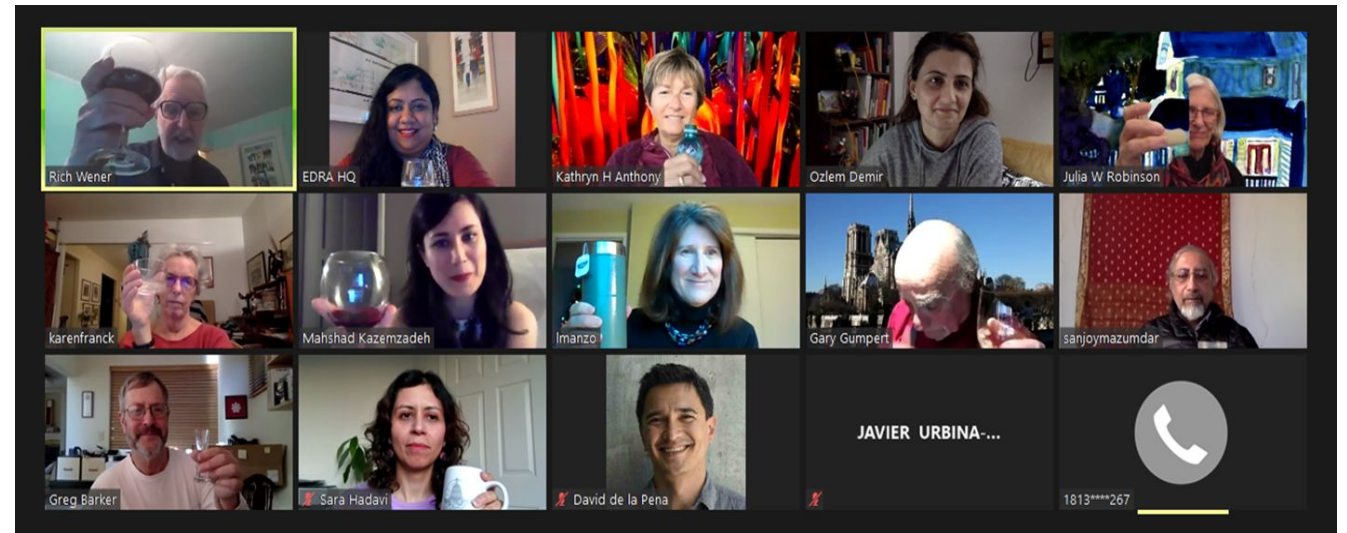 Rich Wener
EDRA HQ
Kathryn H Anthony
Ozlem Demir
Julia W Robinson
karenfranck
Mahshad Kazemzadeh
lmanzo
Gary Gumpert
sanjoymazumdar
Greg Barker
Sara Hadavi
David de la Pena
JAVIER URBINA-...
1813****267